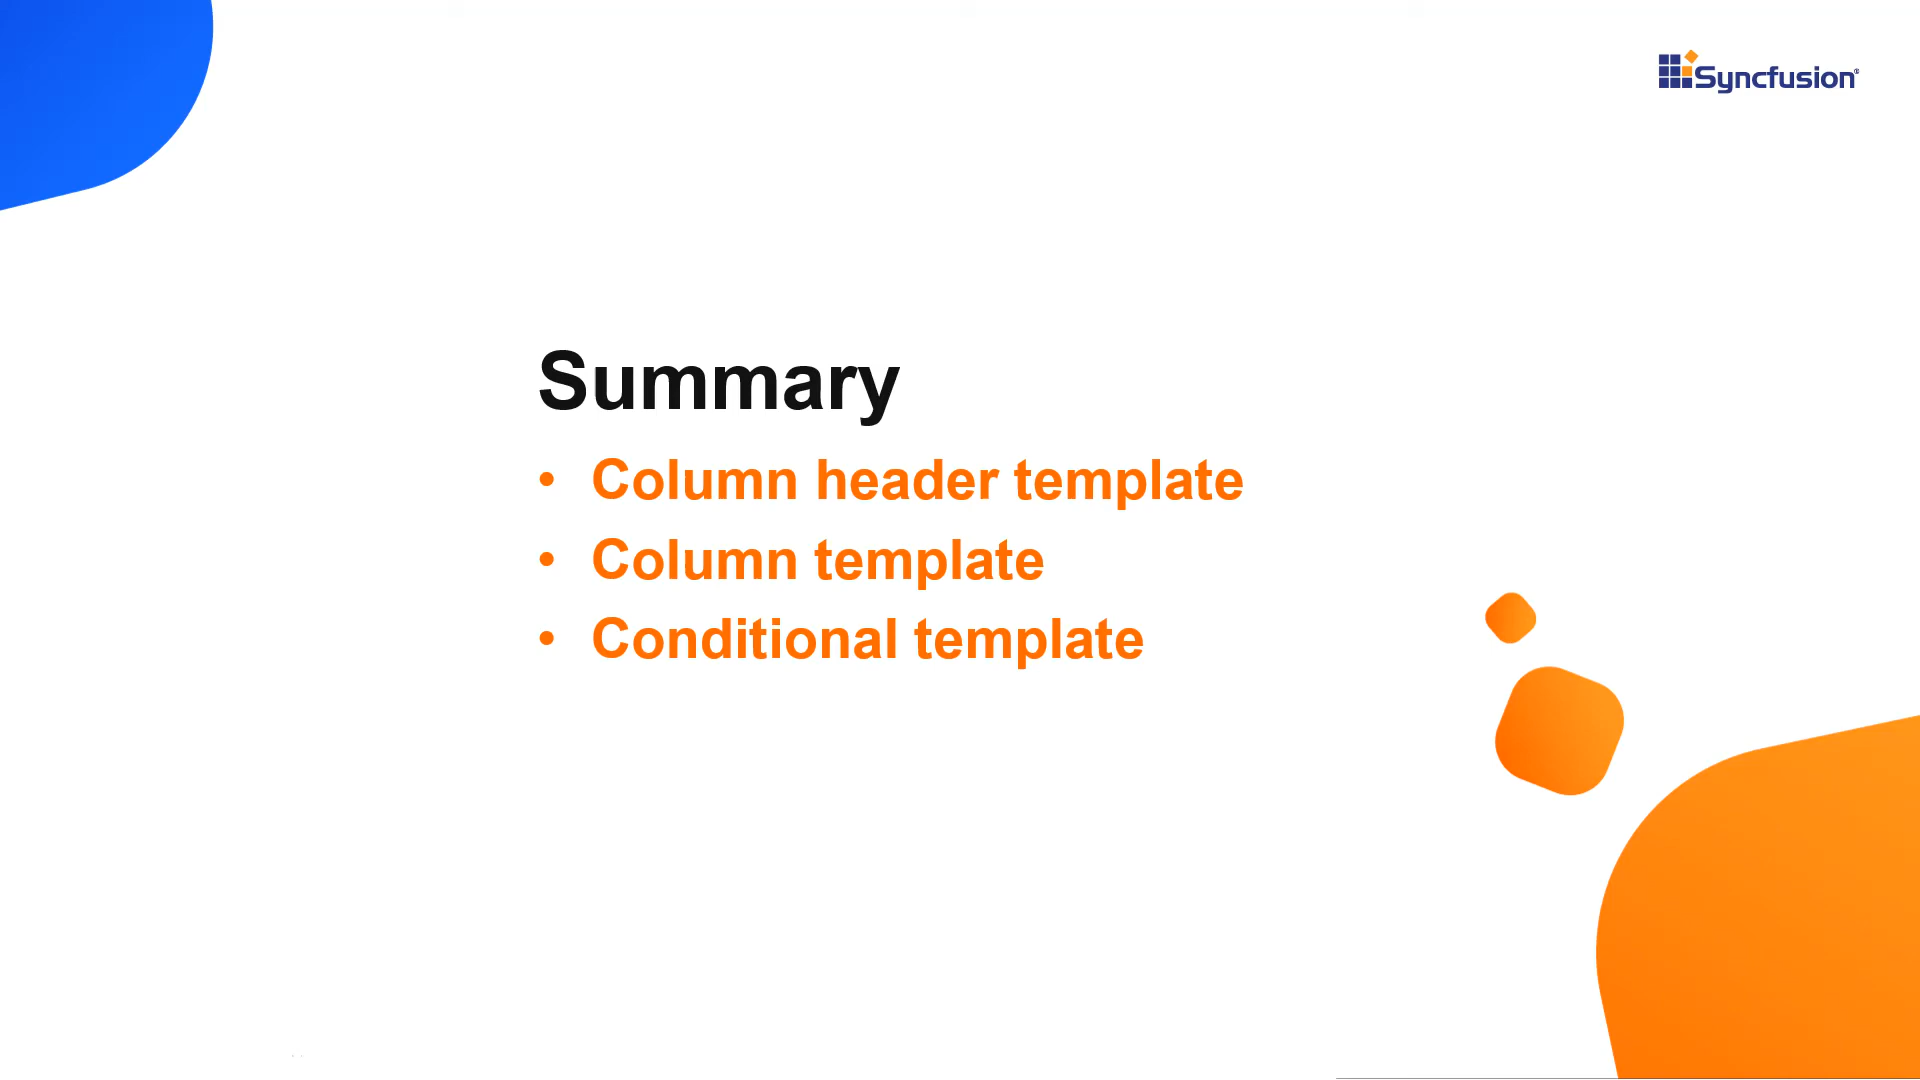 Syncfusion®
Summary
• Column header template
• Column template
• Conditional template